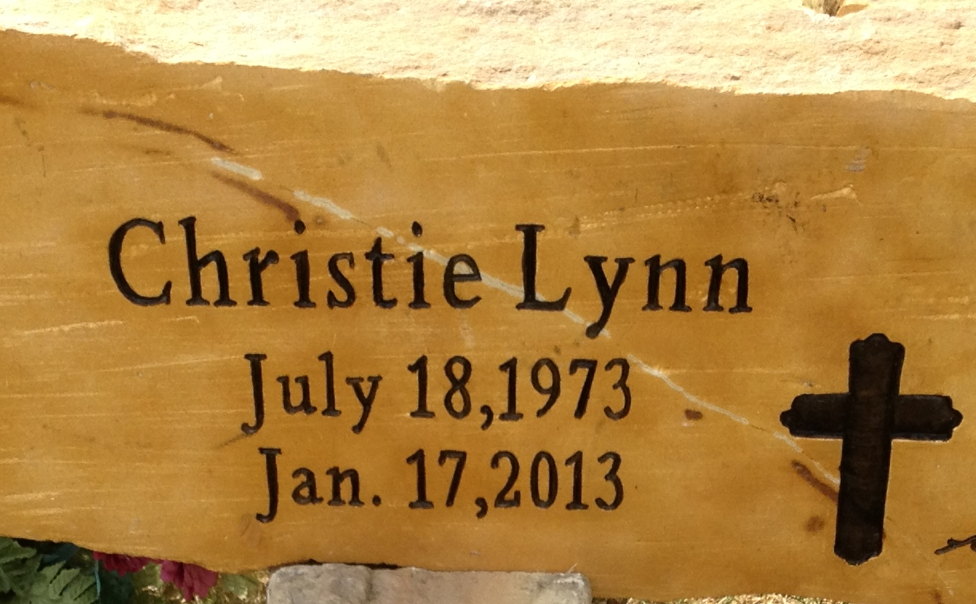 Christie Lynn
July 18,1973
Jan. 17,2013